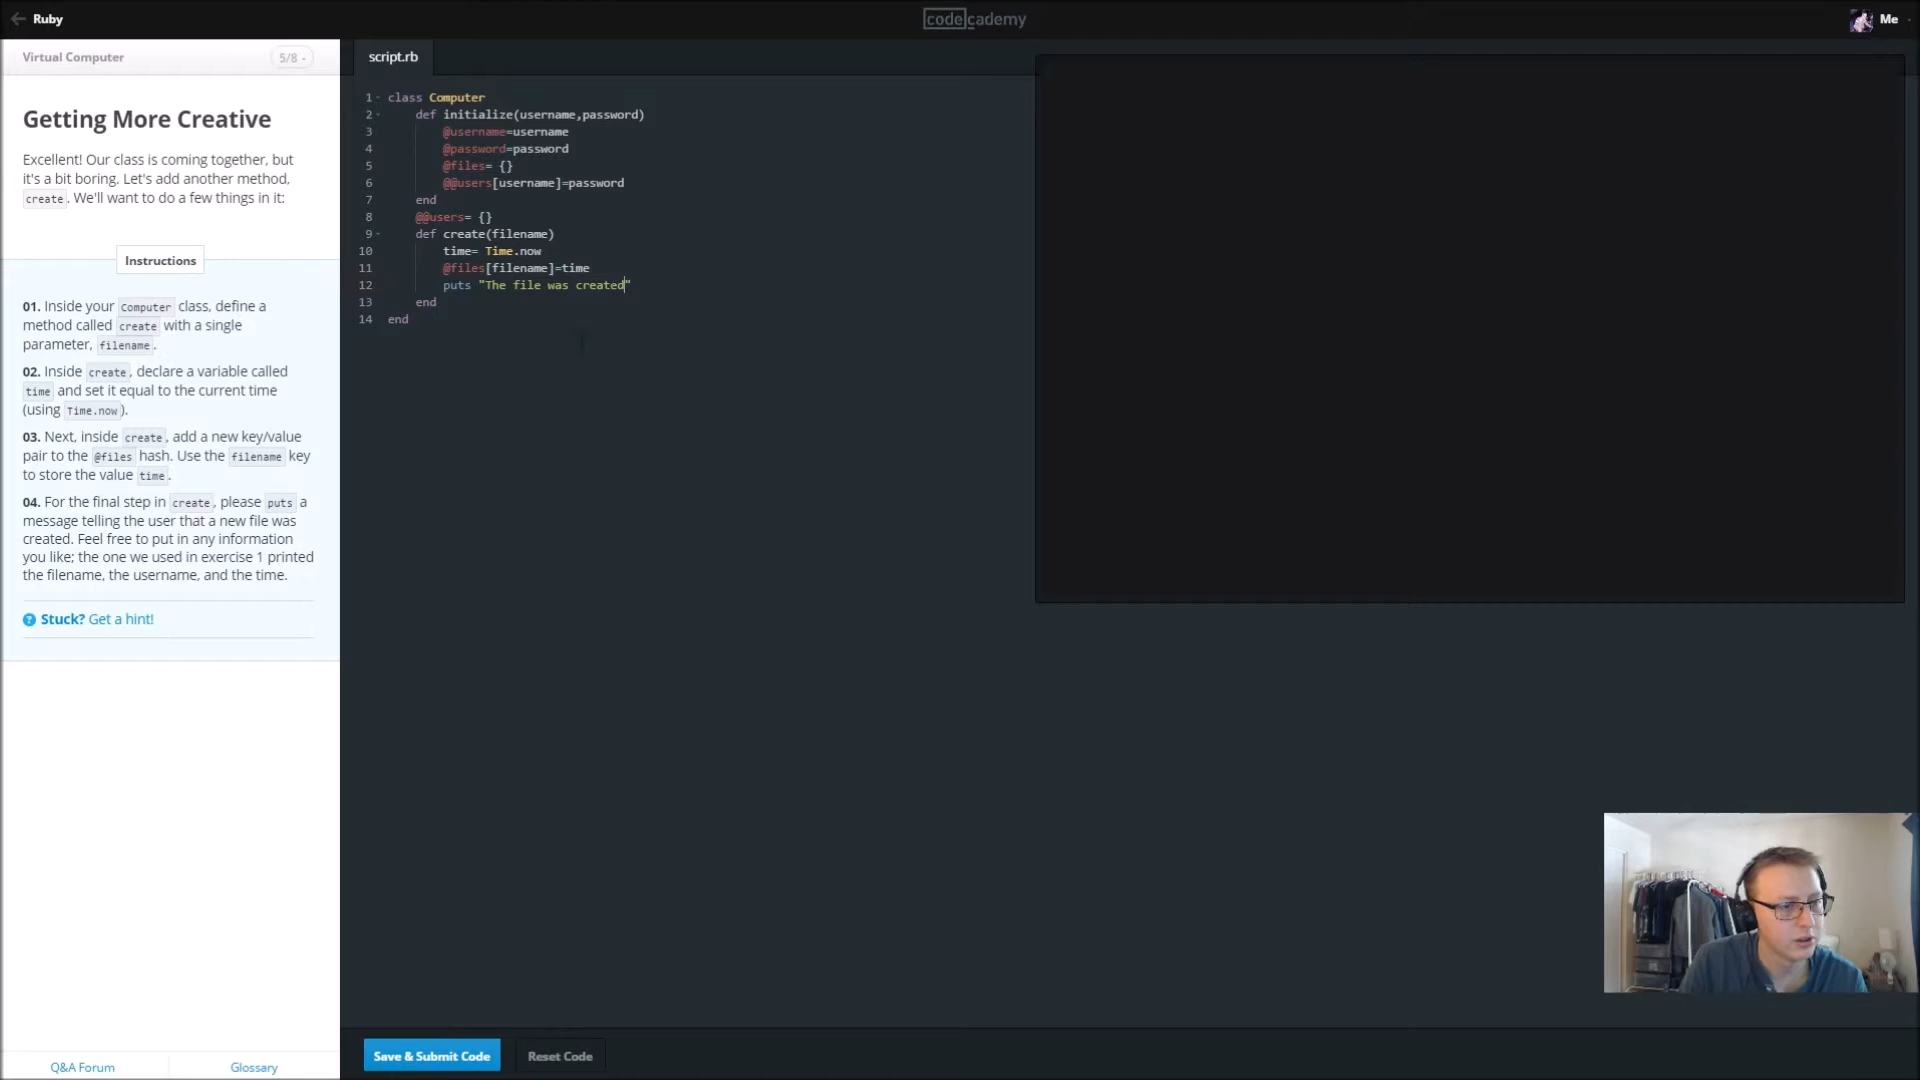 Ruby
codecademy
Me
Virtual Computer
5/8
script.rb
Getting More Creative
Excellent! Our class is coming together, but
it's a bit boring. Let's add another method,
create. We'll want to do a few things in it:
Instructions
01. Inside your Computer class, define a
method called create with a single
parameter, filename.
02. Inside create, declare a variable called
time and set it equal to the current time
(using Time.now).
03. Next, inside create, add a new key/value
pair to the @files hash. Use the filename key
to store the value time.
04. For the final step in create, please puts a
message telling the user that a new file was
created. Feel free to put in any information
you like; the one we used in exercise 1 printed
the filename, the username, and the time.
? Stuck? Get a hint!
Q&A Forum
Glossary
1 class Computer
2 def initialize(username,password)
3 @username=username
4 @password=password
5 @files= {}
6 @@users[username]=password
7 end
8 @@users= {}
9 def create(filename)
10 time= Time.now
11 @files[filename]=time
12 puts "The file was created"
13 end
14 end
Save & Submit Code
Reset Code